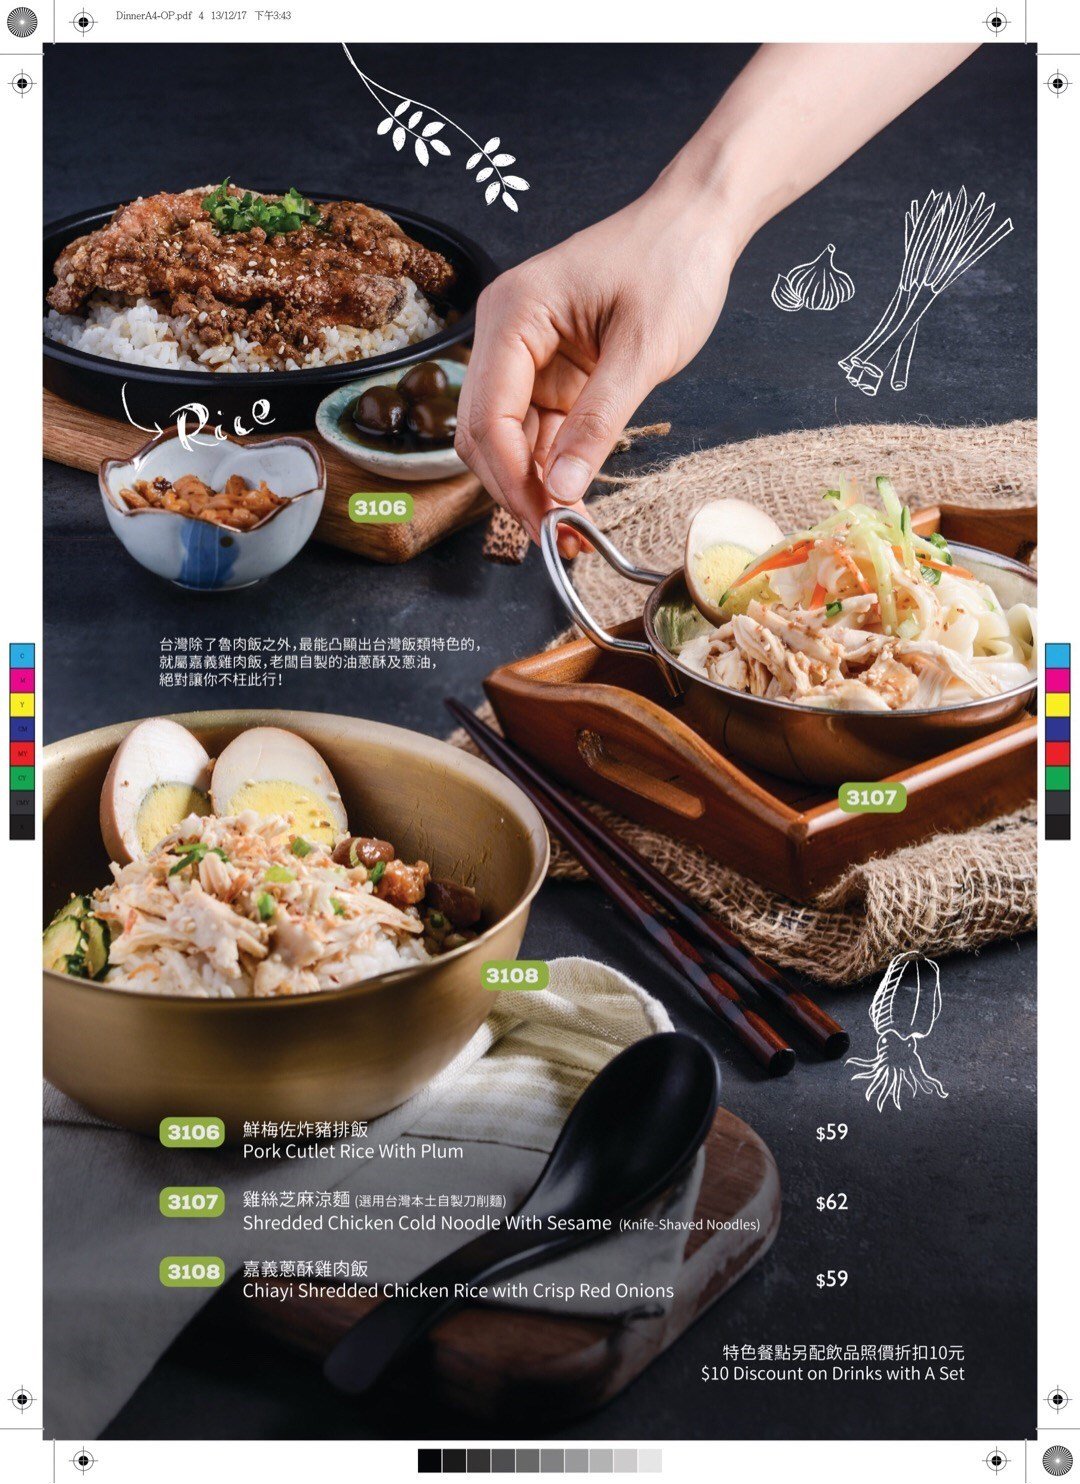 DinnerA4-OP.pdf 4 13/12/17 下午3:43
Rice
3106
台灣除了魯肉飯之外,最能凸顯出台灣飯類特色的,
就屬嘉義雞肉飯,老闆自製的油蔥酥及蔥油,
絕對讓你不枉此行!
3107
3108
C
M
Y
CM
MY
CY
CMY
3106 鮮梅佐炸豬排飯
Pork Cutlet Rice With Plum $59
3107 雞絲芝麻涼麵 (選用台灣本土自製刀削麵)
Shredded Chicken Cold Noodle With Sesame (Knife-Shaved Noodles) $62
3108 嘉義蔥酥雞肉飯
Chiayi Shredded Chicken Rice with Crisp Red Onions $59
特色餐點另配飲品照價折扣10元
$10 Discount on Drinks with A Set